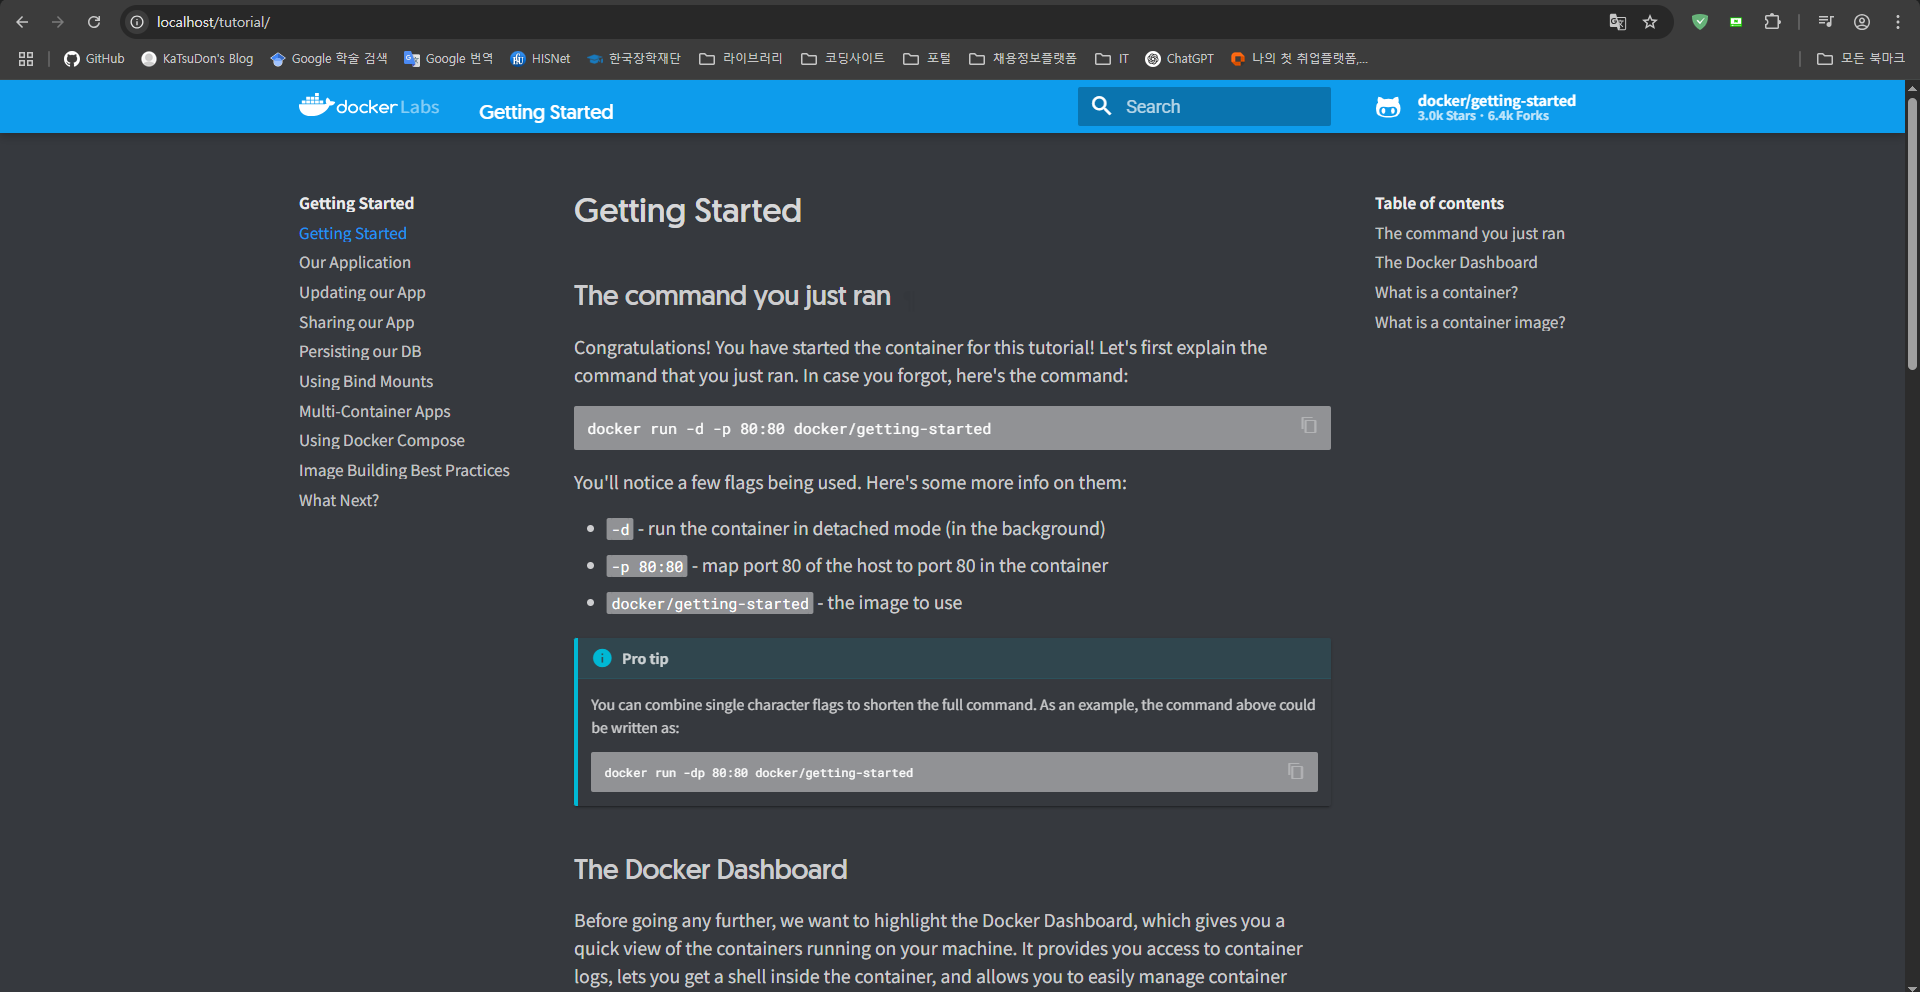 localhost/tutorial/
GitHub
KaTsuDon's Blog
Google 학술 검색
Google 번역
HISNet
한국장학재단
라이브러리
코딩사이트
포털
채용정보플랫폼
IT
ChatGPT
나의 첫 취업플랫폼,...
모든 북마크
docker Labs
Getting Started
Search
docker/getting-started
3.0k Stars · 6.4k Forks
Getting Started
Getting Started
Our Application
Updating our App
Sharing our App
Persisting our DB
Using Bind Mounts
Multi-Container Apps
Using Docker Compose
Image Building Best Practices
What Next?
Getting Started
The command you just ran
Congratulations! You have started the container for this tutorial! Let's first explain the
command that you just ran. In case you forgot, here's the command:
docker run -d -p 80:80 docker/getting-started
You'll notice a few flags being used. Here's some more info on them:
-d - run the container in detached mode (in the background)
-p 80:80 - map port 80 of the host to port 80 in the container
docker/getting-started - the image to use
Pro tip
You can combine single character flags to shorten the full command. As an example, the command above could
be written as:
docker run -dp 80:80 docker/getting-started
The Docker Dashboard
Before going any further, we want to highlight the Docker Dashboard, which gives you a
quick view of the containers running on your machine. It provides you access to container
logs, lets you get a shell inside the container, and allows you to easily manage container
Table of contents
The command you just ran
The Docker Dashboard
What is a container?
What is a container image?